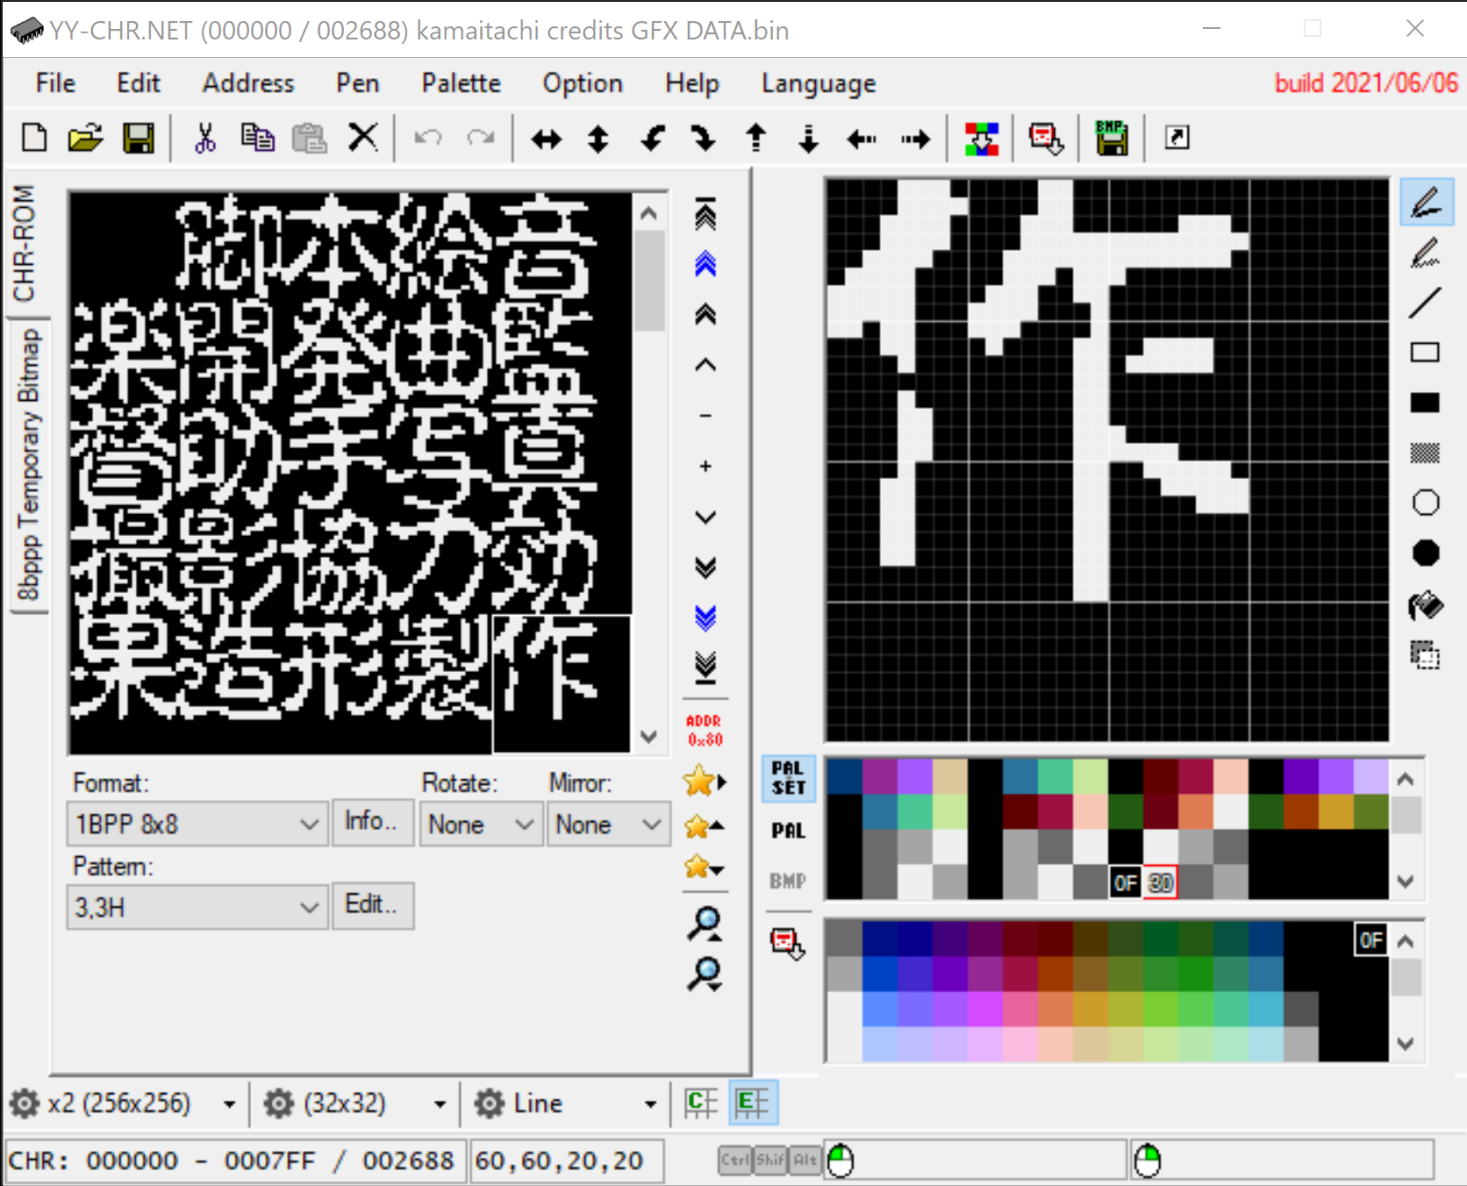 YY-CHR.NET (000000 / 002688) kamaitachi credits GFX DATA.bin
File Edit Address Pen Palette Option Help Language build 2021/06/06
BMP
CHR-ROM
8bppp Temporary Bitmap
脚本絵音
楽開発曲監
督助手写真
撮影協力効
果造形製作
作
ADDR
0x80
Format: Rotate: Mirror:
1BPP 8x8 Info.. None None
Pattern:
3,3H Edit..
PAL
SET
PAL
BMP
0F 30
0F
x2 (256x256) (32x32) Line C E
CHR: 000000 - 0007FF / 002688 60,60,20,20 Ctrl Shif Alt